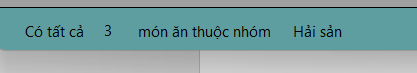 Có tất cả 3 món ăn thuộc nhóm Hải sản